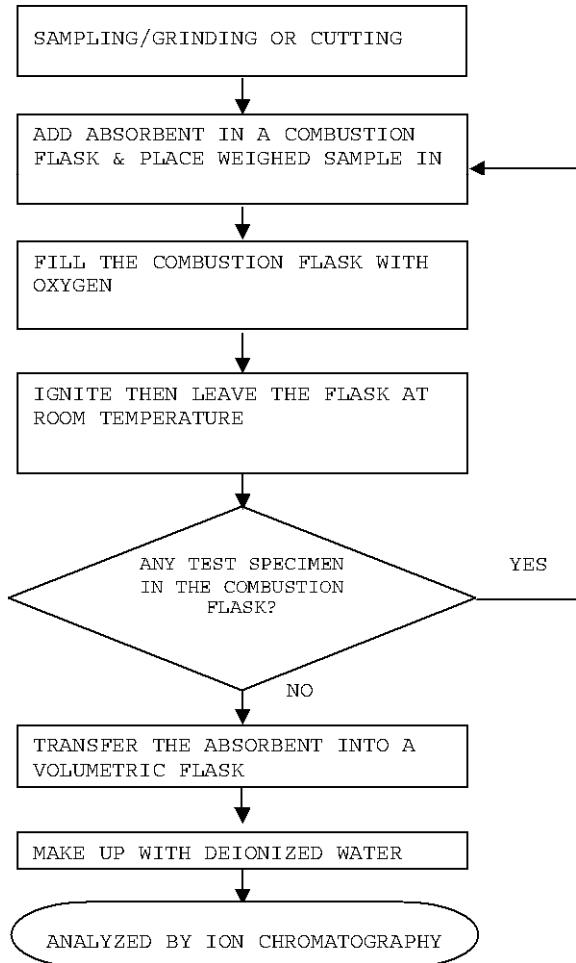 SAMPLING/GRINDING OR CUTTING
ADD ABSORBENT IN A COMBUSTION
FLASK & PLACE WEIGHED SAMPLE IN
FILL THE COMBUSTION FLASK WITH
OXYGEN
IGNITE THEN LEAVE THE FLASK AT
ROOM TEMPERATURE
ANY TEST SPECIMEN
IN THE COMBUSTION
FLASK?
YES
NO
TRANSFER THE ABSORBENT INTO A
VOLUMETRIC FLASK
MAKE UP WITH DEIONIZED WATER
ANALYZED BY ION CHROMATOGRAPHY